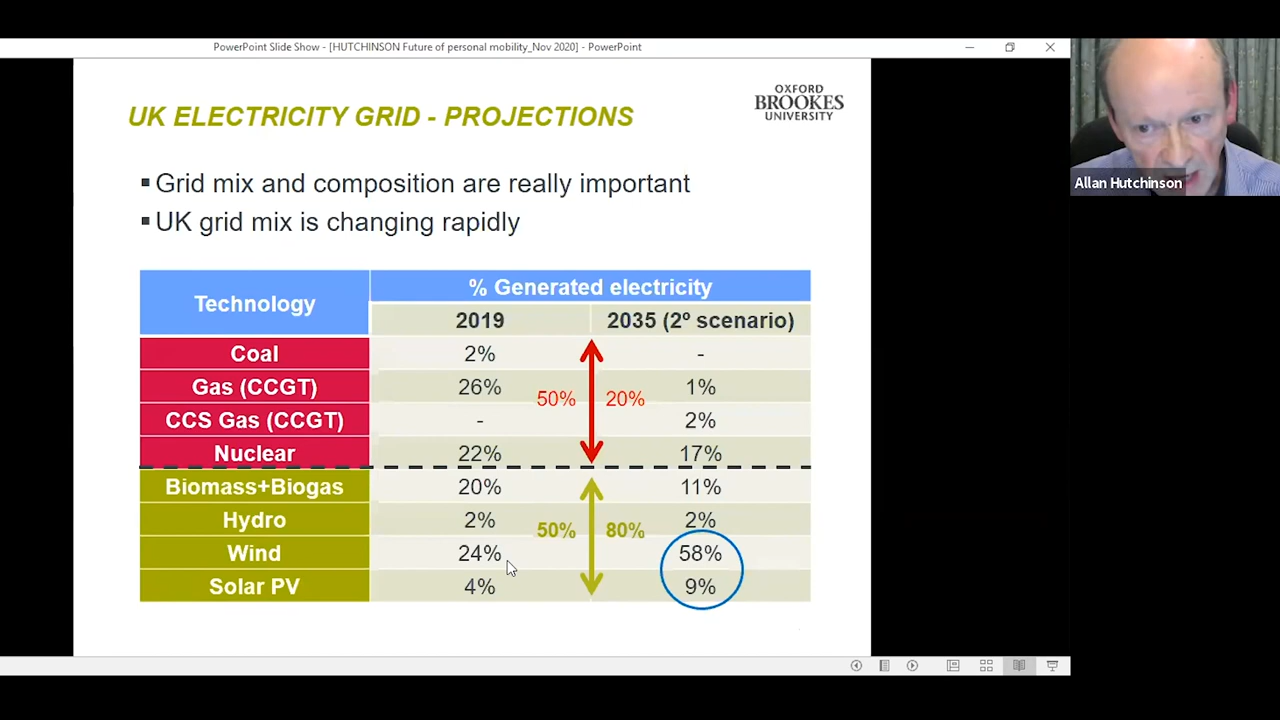 PowerPoint Slide Show - [HUTCHINSON Future of personal mobility_Nov 2020] - PowerPoint
UK ELECTRICITY GRID - PROJECTIONS
OXFORD
BROOKES
UNIVERSITY
▪ Grid mix and composition are really important
▪ UK grid mix is changing rapidly
Technology
% Generated electricity
2019 2035 (2º scenario)
Coal 2% -
Gas (CCGT) 26% 1%
50% 20%
CCS Gas (CCGT) - 2%
Nuclear 22% 17%
Biomass+Biogas 20% 11%
Hydro 2% 2%
50% 80%
Wind 24% 58%
Solar PV 4% 9%
Allan Hutchinson